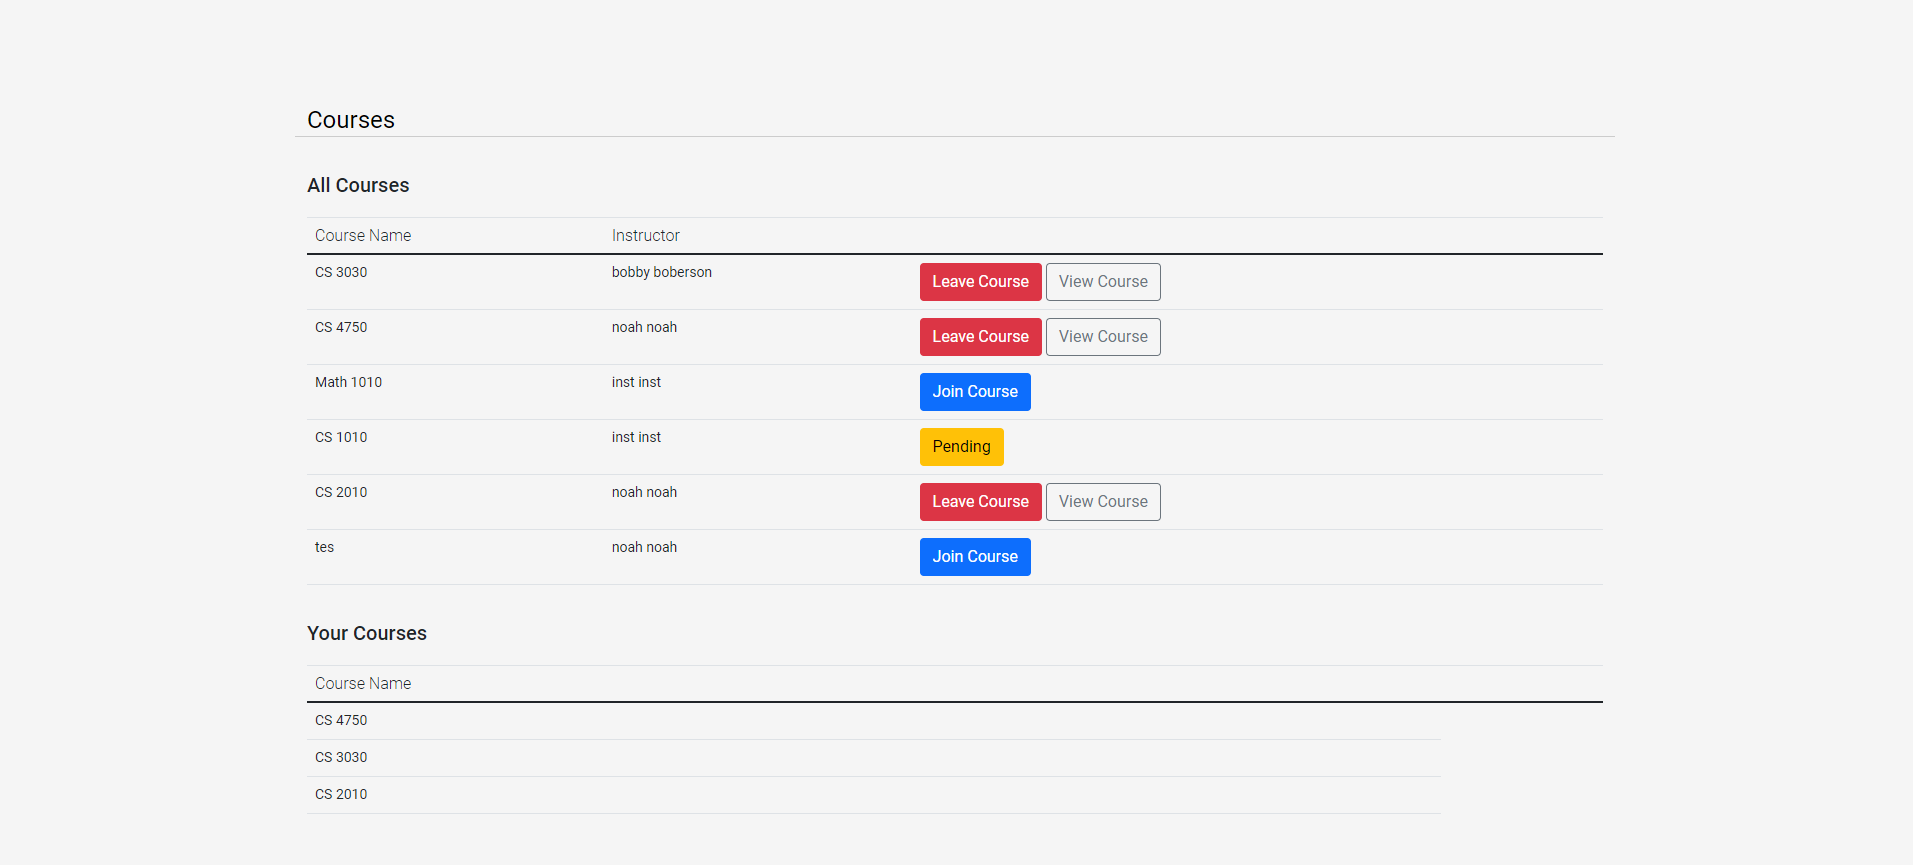 Courses
All Courses
Course Name Instructor
CS 3030 bobby boberson Leave Course View Course
CS 4750 noah noah Leave Course View Course
Math 1010 inst inst Join Course
CS 1010 inst inst Pending
CS 2010 noah noah Leave Course View Course
tes noah noah Join Course
Your Courses
Course Name
CS 4750
CS 3030
CS 2010